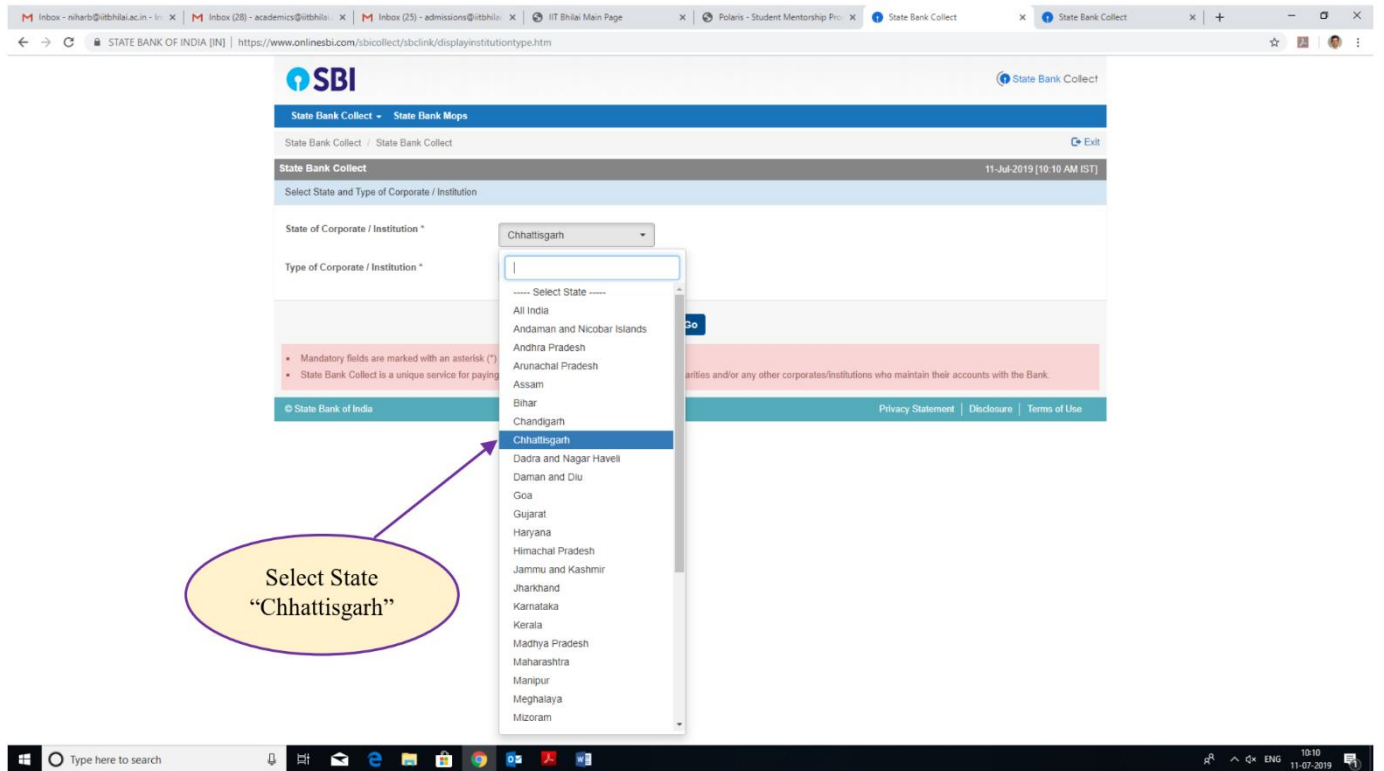 Inbox - niharb@iitbhilai.ac.in - In
Inbox (28) - academics@iitbhilai
Inbox (25) - admissions@iitbhila
IIT Bhilai Main Page
Polaris - Student Mentorship Pro
State Bank Collect
State Bank Collect
STATE BANK OF INDIA [IN] | https://www.onlinesbi.com/sbicollect/sbclink/displayinstitutiontype.htm
SBI
State Bank Collect
State Bank Collect State Bank Mops
State Bank Collect / State Bank Collect
Exit
State Bank Collect
11-Jul-2019 [10:10 AM IST]
Select State and Type of Corporate / Institution
State of Corporate / Institution *
Chhattisgarh
Type of Corporate / Institution *
----- Select State -----
All India
Andaman and Nicobar Islands
Andhra Pradesh
Arunachal Pradesh
Assam
Bihar
Chandigarh
Chhattisgarh
Dadra and Nagar Haveli
Daman and Diu
Goa
Gujarat
Haryana
Himachal Pradesh
Jammu and Kashmir
Jharkhand
Karnataka
Kerala
Madhya Pradesh
Maharashtra
Manipur
Meghalaya
Mizoram
Go
• Mandatory fields are marked with an asterisk (*)
• State Bank Collect is a unique service for paying arities and/or any other corporates/institutions who maintain their accounts with the Bank.
© State Bank of India
Privacy Statement | Disclosure | Terms of Use
Select State
“Chhattisgarh”
Type here to search
ENG
10:10
11-07-2019